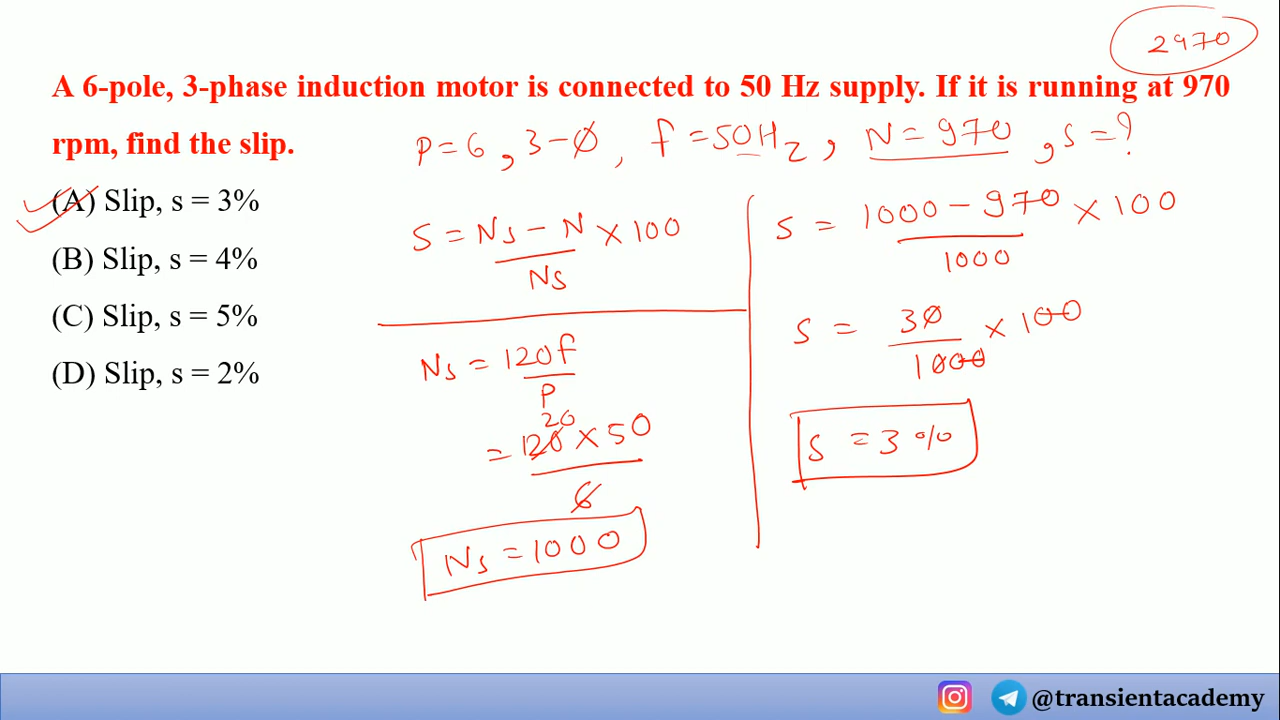 2970
A 6-pole, 3-phase induction motor is connected to 50 Hz supply. If it is running at 970
rpm, find the slip.
P = 6 , 3-Ø , f = 50Hz , N = 970 , S = ?
(A) Slip, s = 3%
(B) Slip, s = 4%
(C) Slip, s = 5%
(D) Slip, s = 2%
S = Ns - N × 100
Ns
Ns = 120f
P
20
= 120 × 50
6
Ns = 1000
S = 1000 - 970 × 100
1000
S = 30 × 100
1000
S = 3 %
@transientacademy